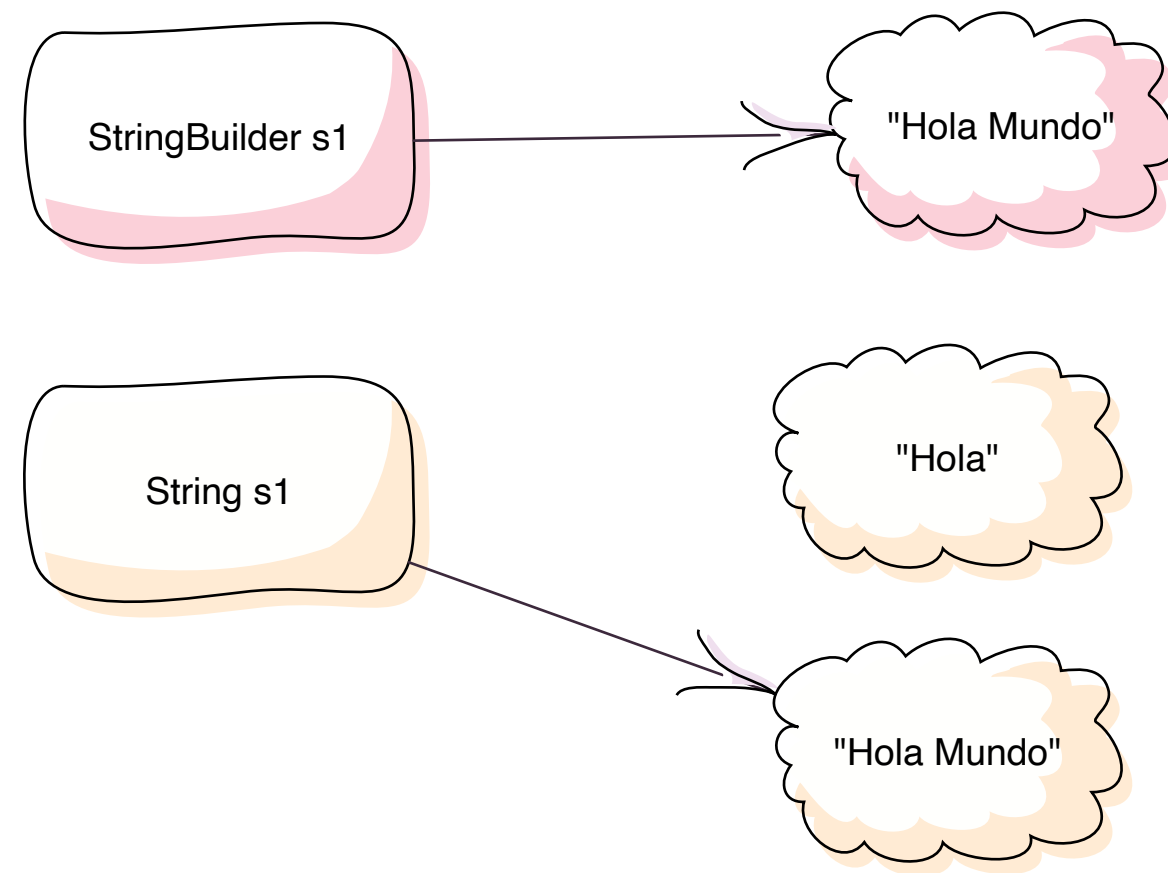 StringBuilder s1
"Hola Mundo"
String s1
"Hola"
"Hola Mundo"